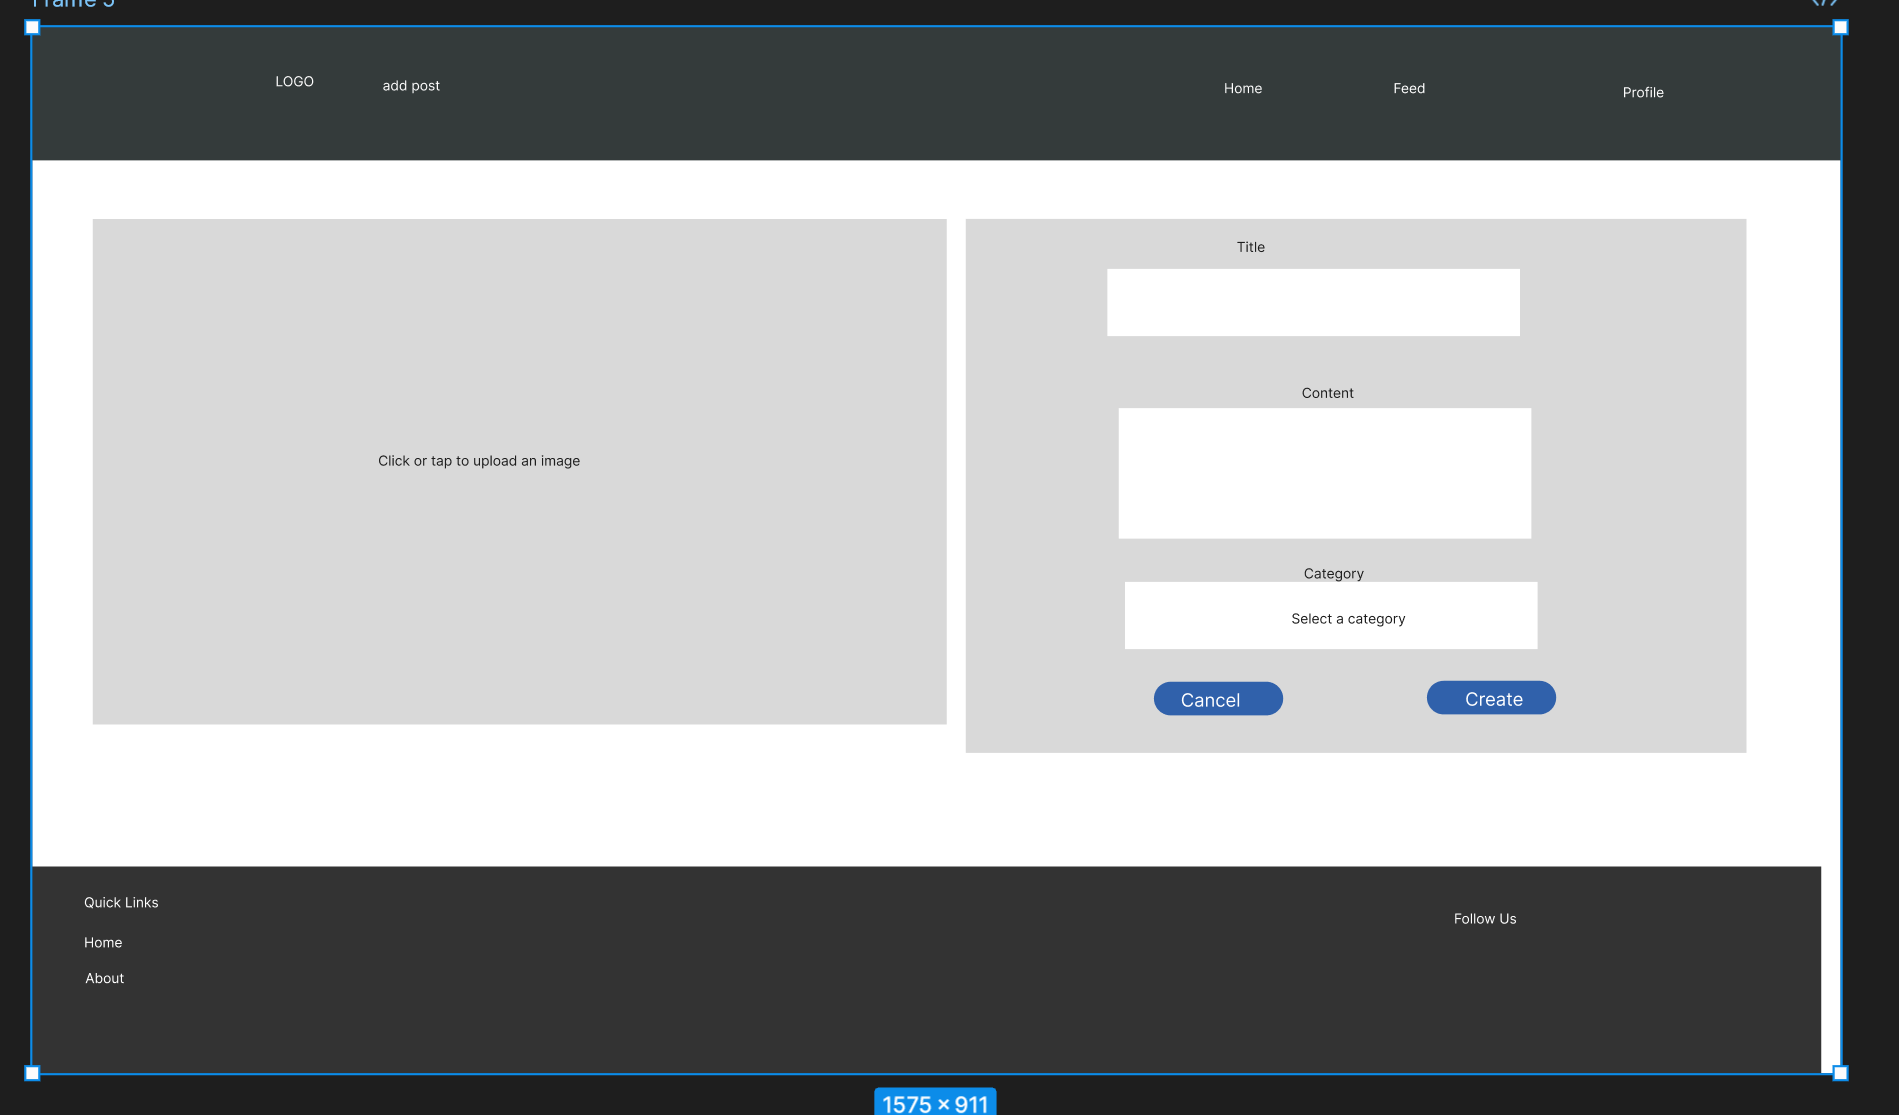 Frame 5
LOGO
add post
Home
Feed
Profile
Title
Content
Click or tap to upload an image
Category
Select a category
Cancel
Create
Quick Links
Follow Us
Home
About
1575 × 911